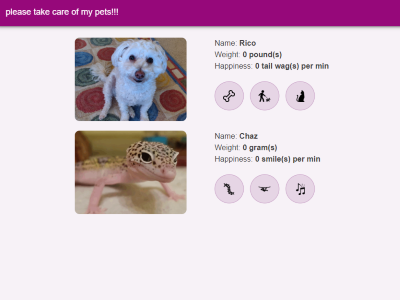 please take care of my pets!!!
Name: Rico
Weight: 0 pound(s)
Happiness: 0 tail wag(s) per min
Name: Chaz
Weight: 0 gram(s)
Happiness: 0 smile(s) per min